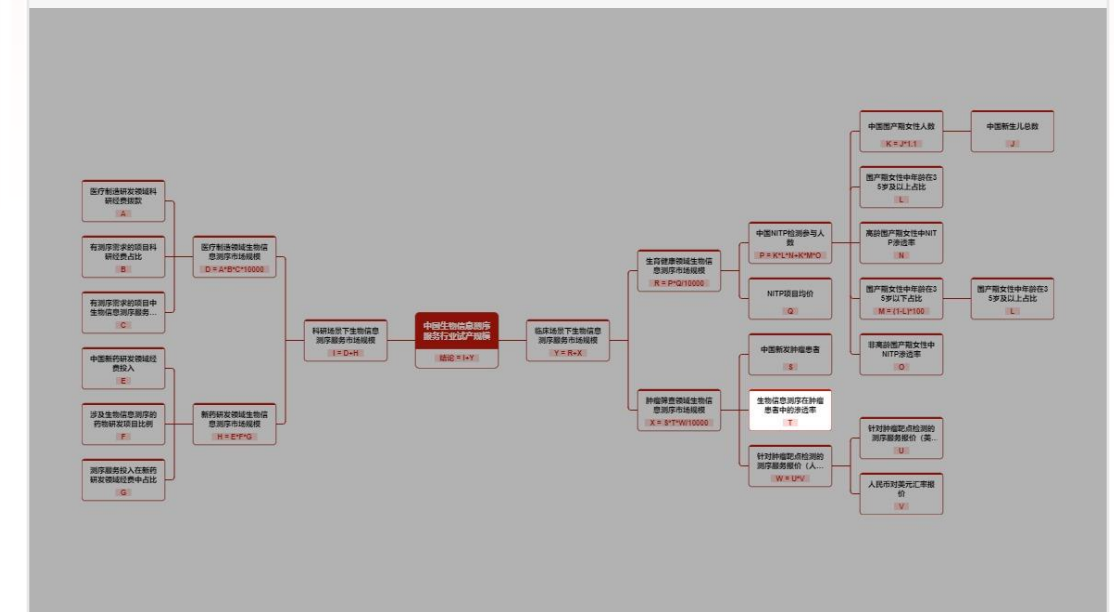 医疗制造研发领域科
研经费拨款
A
有测序需求的项目科
研经费占比
B
有测序需求的项目中
生物信息测序服务...
C
医疗制造领域生物信
息测序市场规模
D = A*B*C*10000
中国新药研发领域经
费投入
E
涉及生物信息测序的
药物研发项目比例
F
测序服务投入在新药
研发领域经费中占比
G
新药研发领域生物信
息测序市场规模
H = E*F*G
科研场景下生物信息
测序服务市场规模
I = D+H
中国生物信息测序
服务行业试产规模
结论 = I+Y
临床场景下生物信息
测序服务市场规模
Y = R+X
生育健康领域生物信
息测序市场规模
R = P*Q/10000
中国NITP检测参与人
数
P = K*L*N+K*M*O
NITP项目均价
Q
中国围产期女性人数
K = J*1.1
中国新生儿总数
J
围产期女性中年龄在3
5岁及以上占比
L
高龄围产期女性中NIT
P渗透率
N
围产期女性中年龄在3
5岁以下占比
M = (1-L)*100
围产期女性中年龄在3
5岁及以上占比
L
非高龄围产期女性中
NITP渗透率
O
肿瘤筛查领域生物信
息测序市场规模
X = S*T*W/10000
中国新发肿瘤患者
S
生物信息测序在肿瘤
患者中的渗透率
T
针对肿瘤靶点检测的
测序服务报价（人...
W = U*V
针对肿瘤靶点检测的
测序服务报价（美...
U
人民币对美元汇率报
价
V